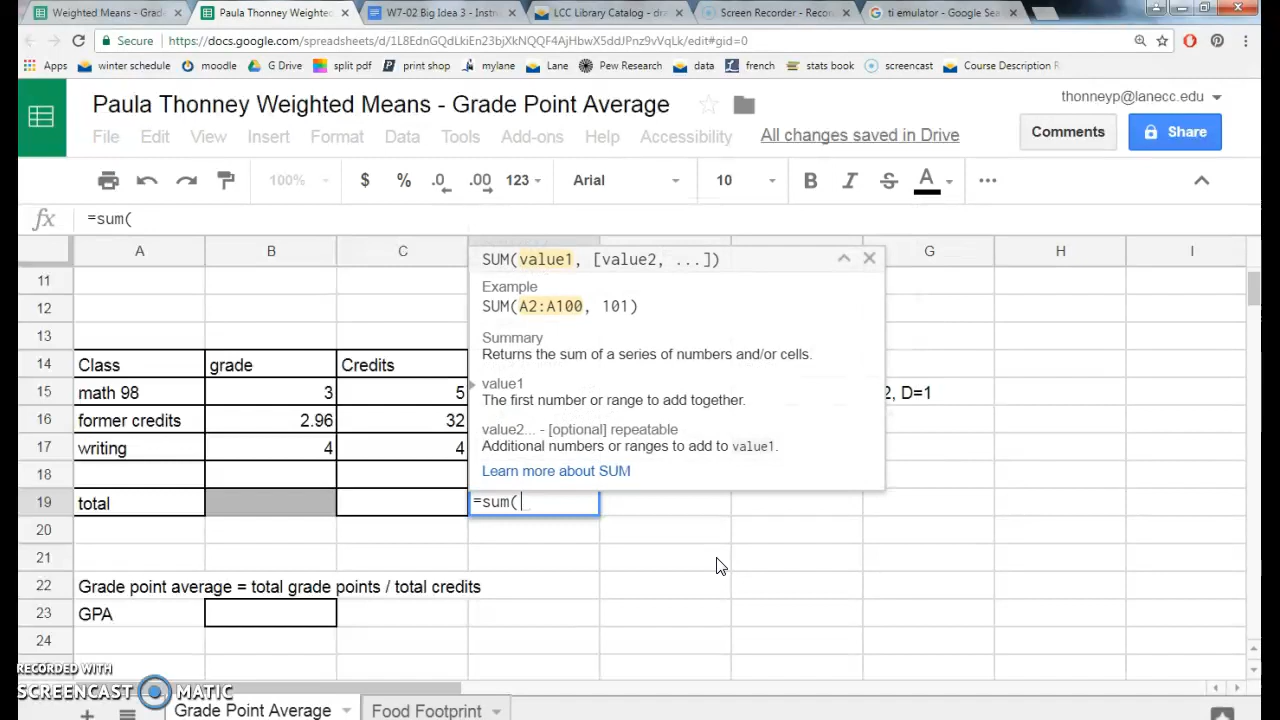 Weighted Means - Grade
Paula Thonney Weighted
W7-02 Big Idea 3 - Instr
LCC Library Catalog - dra
Screen Recorder - Reco
ti emulator - Google Sea
Secure https://docs.google.com/spreadsheets/d/1L8EdnGQdLkiEn23bjXkNQQF4AjHbwX5ddJPnz9vVqLk/edit#gid=0
Apps winter schedule moodle G Drive split pdf print shop mylane Lane Pew Research data french stats book screencast Course Description R
Paula Thonney Weighted Means - Grade Point Average
thonneyp@lanecc.edu
File Edit View Insert Format Data Tools Add-ons Help Accessibility All changes saved in Drive
Comments Share
100% $ % .0 .00 123 Arial 10 B I S A
fx =sum(
A B C G H I
SUM(value1, [value2, ...])
Example
SUM(A2:A100, 101)
Summary
Returns the sum of a series of numbers and/or cells.
value1
The first number or range to add together.
value2... - [optional] repeatable
Additional numbers or ranges to add to value1.
Learn more about SUM
11
12
13
14 Class grade Credits
15 math 98 3 5 2, D=1
16 former credits 2.96 32
17 writing 4 4
18
19 total =sum(
20
21
22 Grade point average = total grade points / total credits
23 GPA
24
RECORDED WITH
SCREENCAST MATIC
Grade Point Average Food Footprint